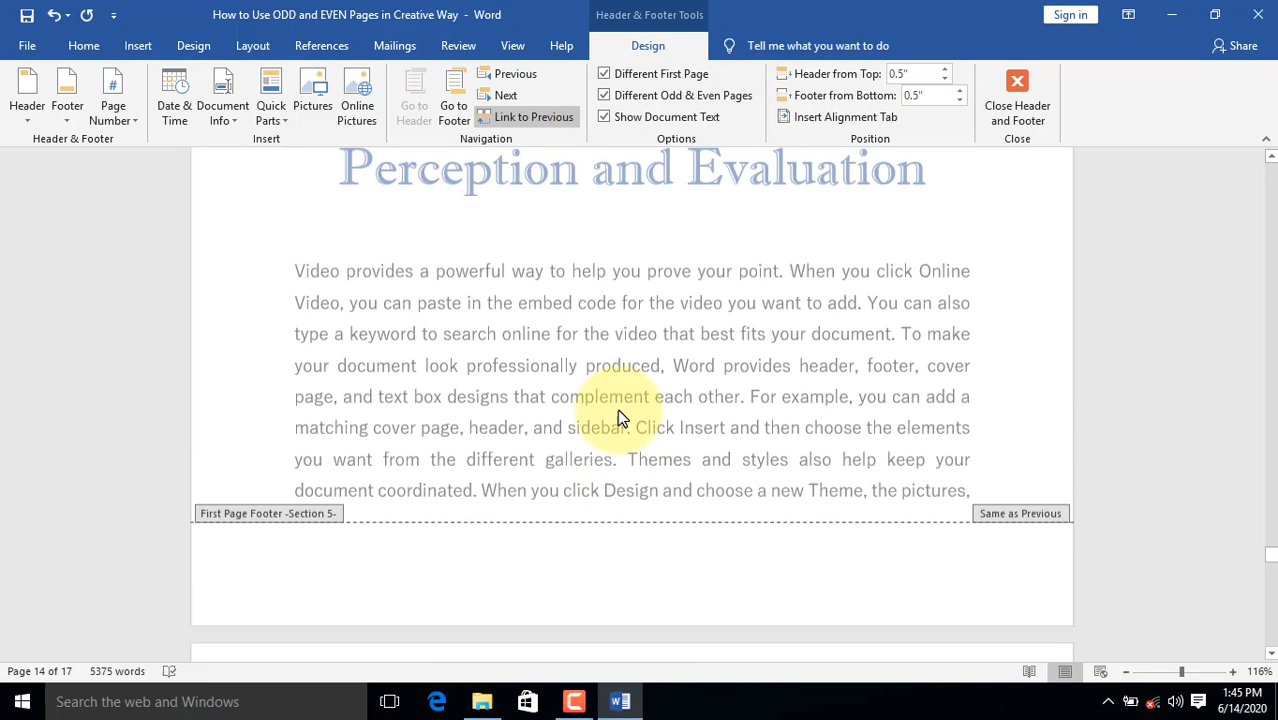 How to Use ODD and EVEN Pages in Creative Way - Word
Header & Footer Tools
Sign in
File Home Insert Design Layout References Mailings Review View Help Design Tell me what you want to do Share
Header
Footer
Page Number
Header & Footer
Date & Time
Document Info
Quick Parts
Pictures
Online Pictures
Insert
Go to Header
Go to Footer
Previous
Next
Link to Previous
Navigation
Different First Page
Different Odd & Even Pages
Show Document Text
Options
Header from Top: 0.5"
Footer from Bottom: 0.5"
Insert Alignment Tab
Position
Close Header and Footer
Close
Perception and Evaluation
Video provides a powerful way to help you prove your point. When you click Online
Video, you can paste in the embed code for the video you want to add. You can also
type a keyword to search online for the video that best fits your document. To make
your document look professionally produced, Word provides header, footer, cover
page, and text box designs that complement each other. For example, you can add a
matching cover page, header, and sidebar. Click Insert and then choose the elements
you want from the different galleries. Themes and styles also help keep your
document coordinated. When you click Design and choose a new Theme, the pictures,
First Page Footer -Section 5-
Same as Previous
Page 14 of 17 5375 words
116%
Search the web and Windows
1:45 PM
6/14/2020